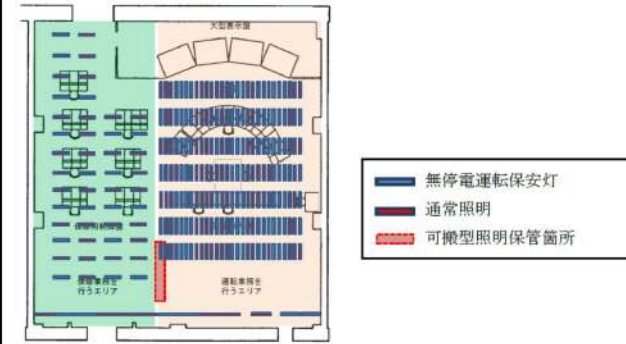 大型表示盤
保修業務を
行うエリア
運転業務を
行うエリア
無停電運転保安灯
通常照明
可搬型照明保管箇所